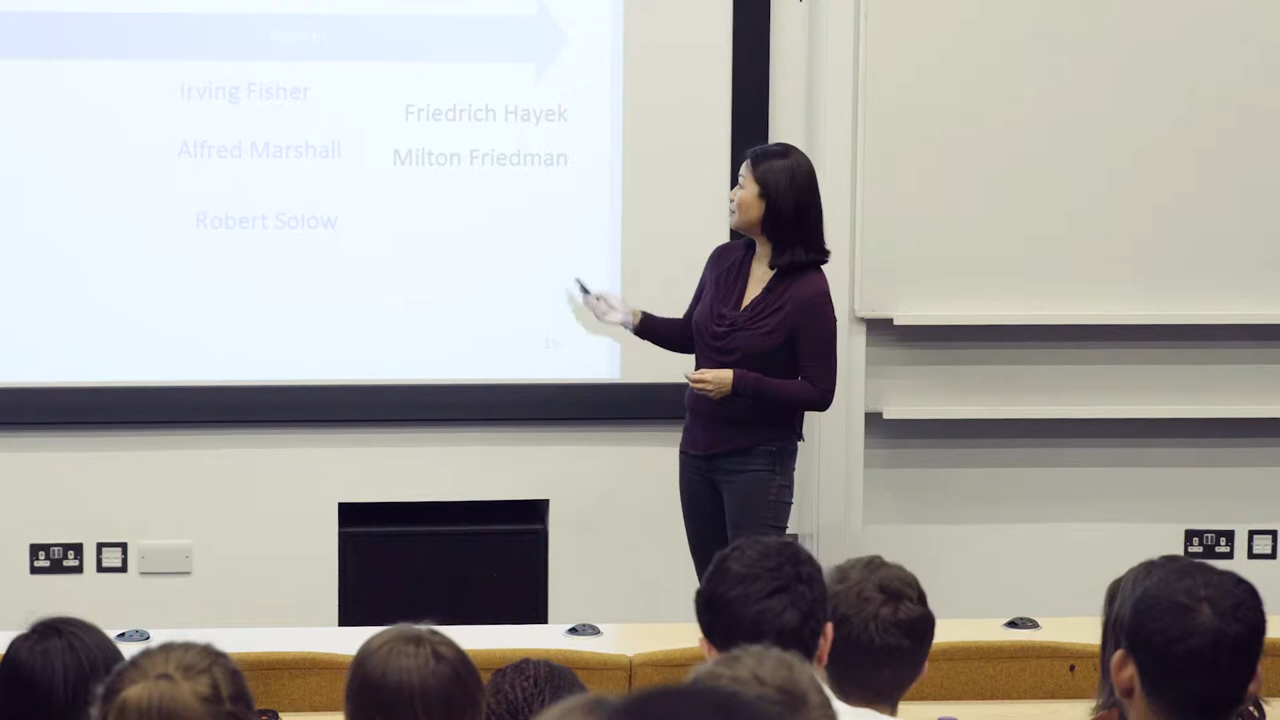 Irving Fisher
Friedrich Hayek
Alfred Marshall
Milton Friedman
Robert Solow